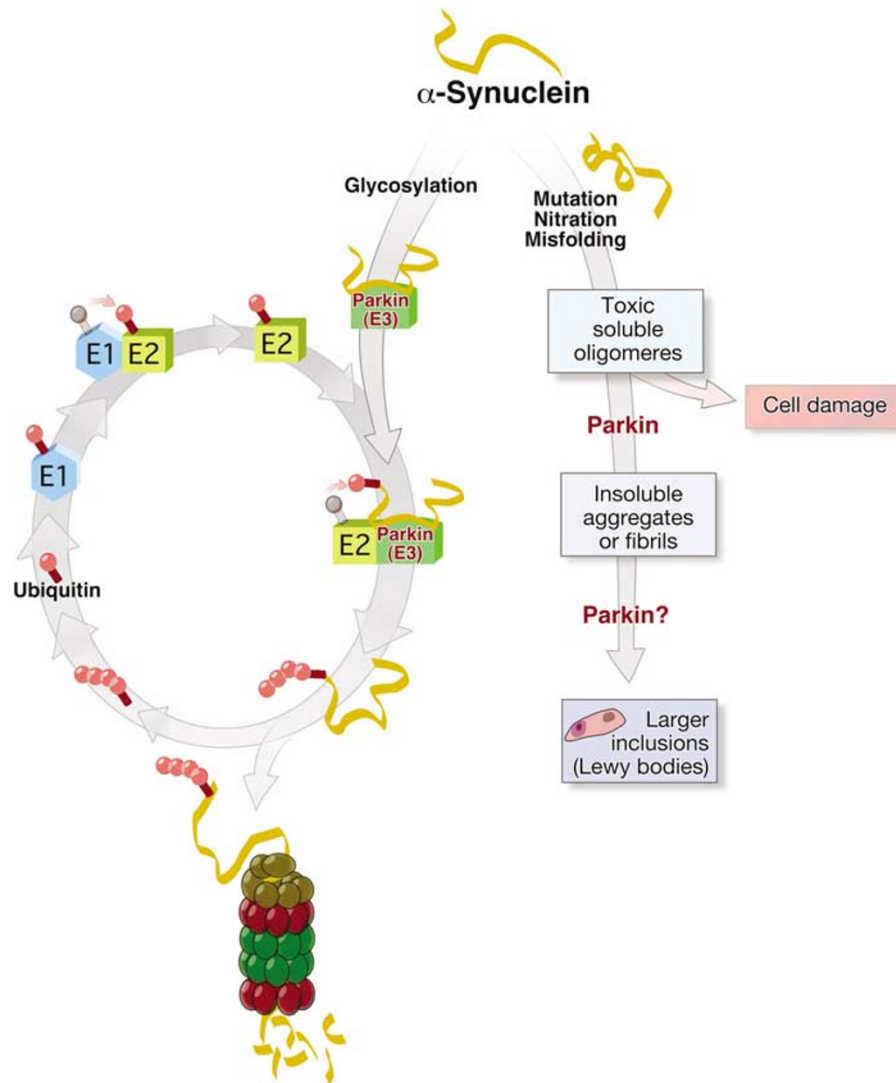 α-Synuclein
Glycosylation
Mutation
Nitration
Misfolding
Parkin
(E3)
E1
E2
E2
E1
Ubiquitin
E2
Parkin
(E3)
Toxic
soluble
oligomeres
Cell damage
Parkin
Insoluble
aggregates
or fibrils
Parkin?
Larger
inclusions
(Lewy bodies)